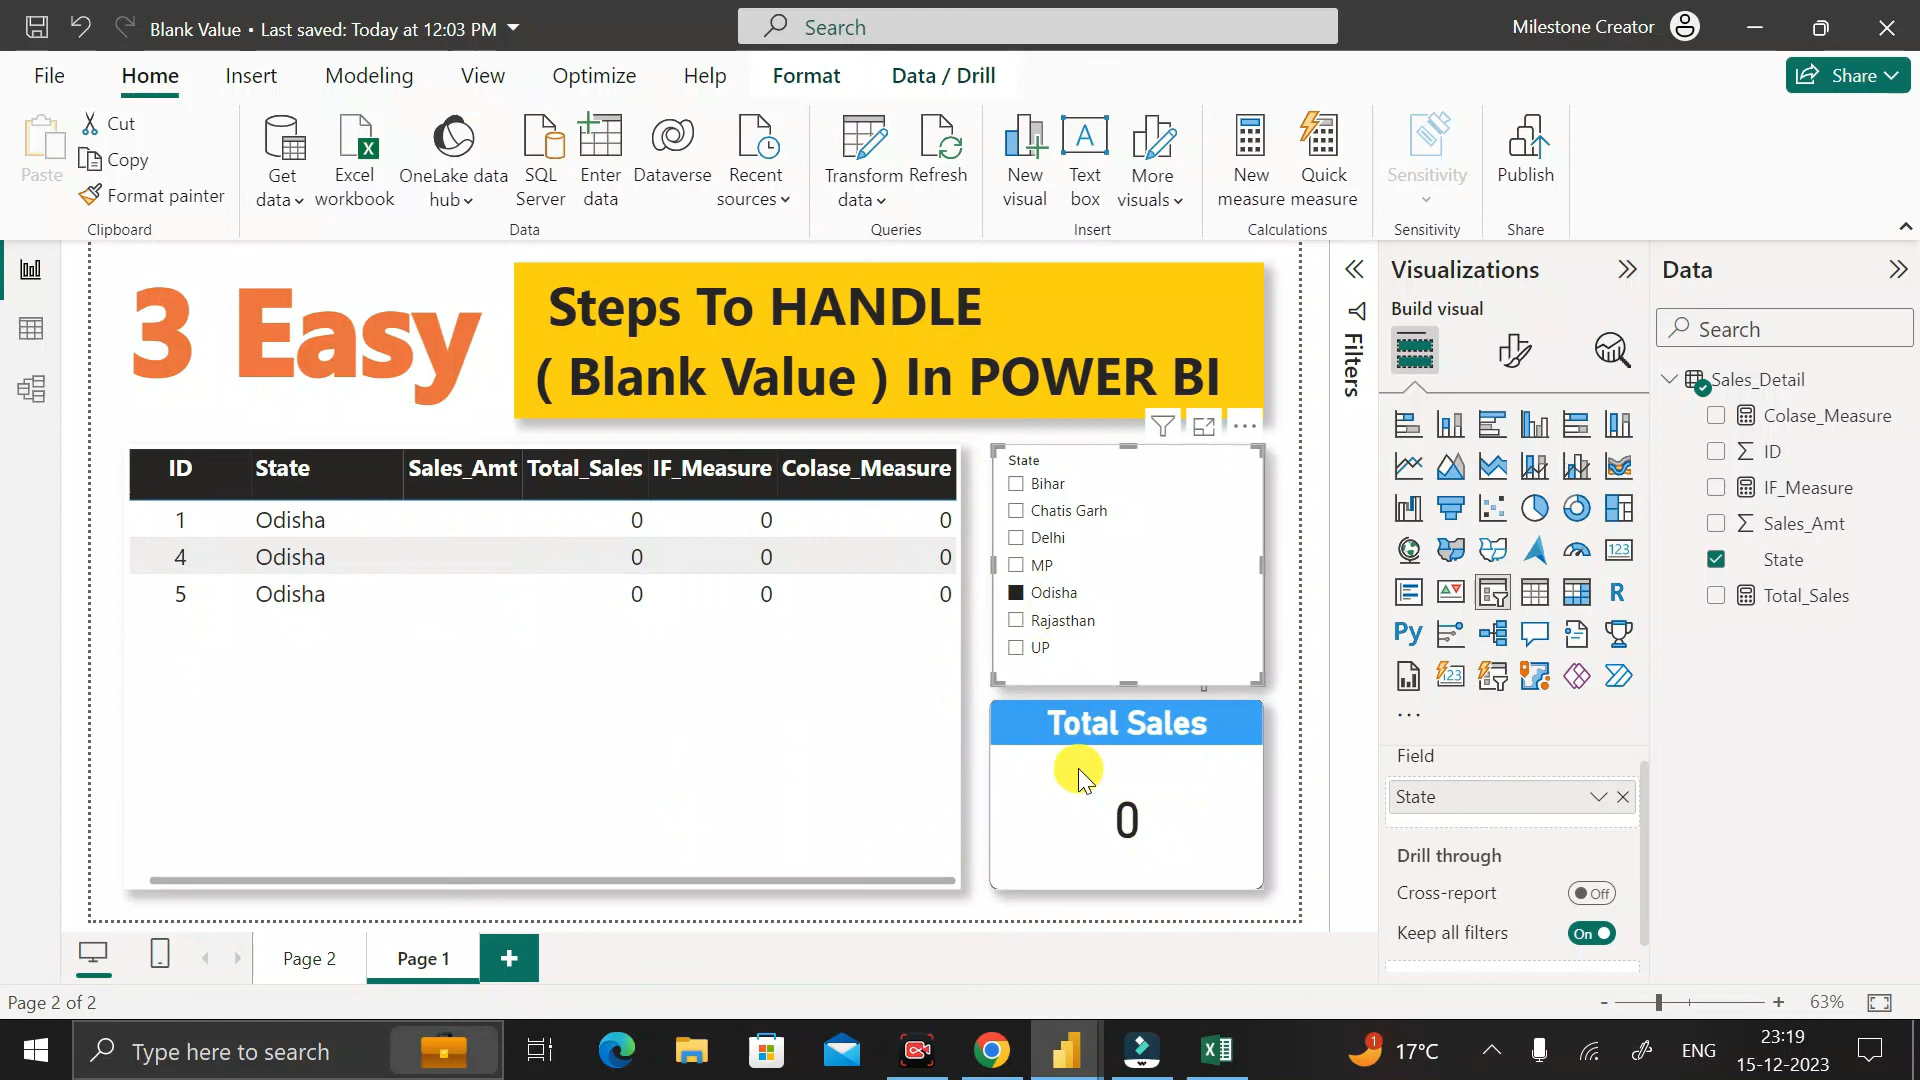 Blank Value • Last saved: Today at 12:03 PM
Search
Milestone Creator
File
Home
Insert
Modeling
View
Optimize
Help
Format
Data / Drill
Share
Paste
Cut
Copy
Format painter
Clipboard
Get data
Excel workbook
OneLake data hub
SQL Server
Enter data
Dataverse
Recent sources
Data
Transform data
Refresh
Queries
New visual
Text box
More visuals
Insert
New measure
Quick measure
Calculations
Sensitivity
Sensitivity
Publish
Share
3 Easy
Steps To HANDLE
( Blank Value ) In POWER BI
ID State Sales_Amt Total_Sales IF_Measure Colase_Measure
1 Odisha 0 0 0
4 Odisha 0 0 0
5 Odisha 0 0 0
State
Bihar
Chatis Garh
Delhi
MP
Odisha
Rajasthan
UP
Total Sales
0
Filters
Visualizations
Build visual
123
R
Py
123
Field
State
Drill through
Cross-report
Off
Keep all filters
On
Data
Search
Sales_Detail
Colase_Measure
ID
IF_Measure
Sales_Amt
State
Total_Sales
Page 2
Page 1
Page 2 of 2
63%
Type here to search
1
17°C
ENG
23:19
15-12-2023